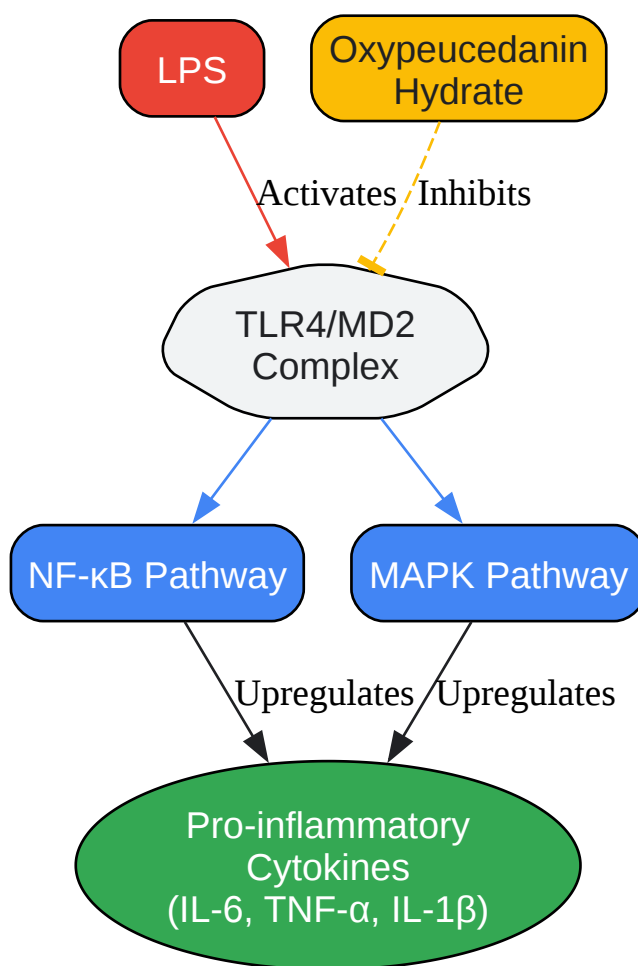 LPS
Oxypeucedanin
Hydrate
Activates
Inhibits
TLR4/MD2
Complex
NF-κB Pathway
MAPK Pathway
Upregulates
Upregulates
Pro-inflammatory
Cytokines
(IL-6, TNF-α, IL-1β)